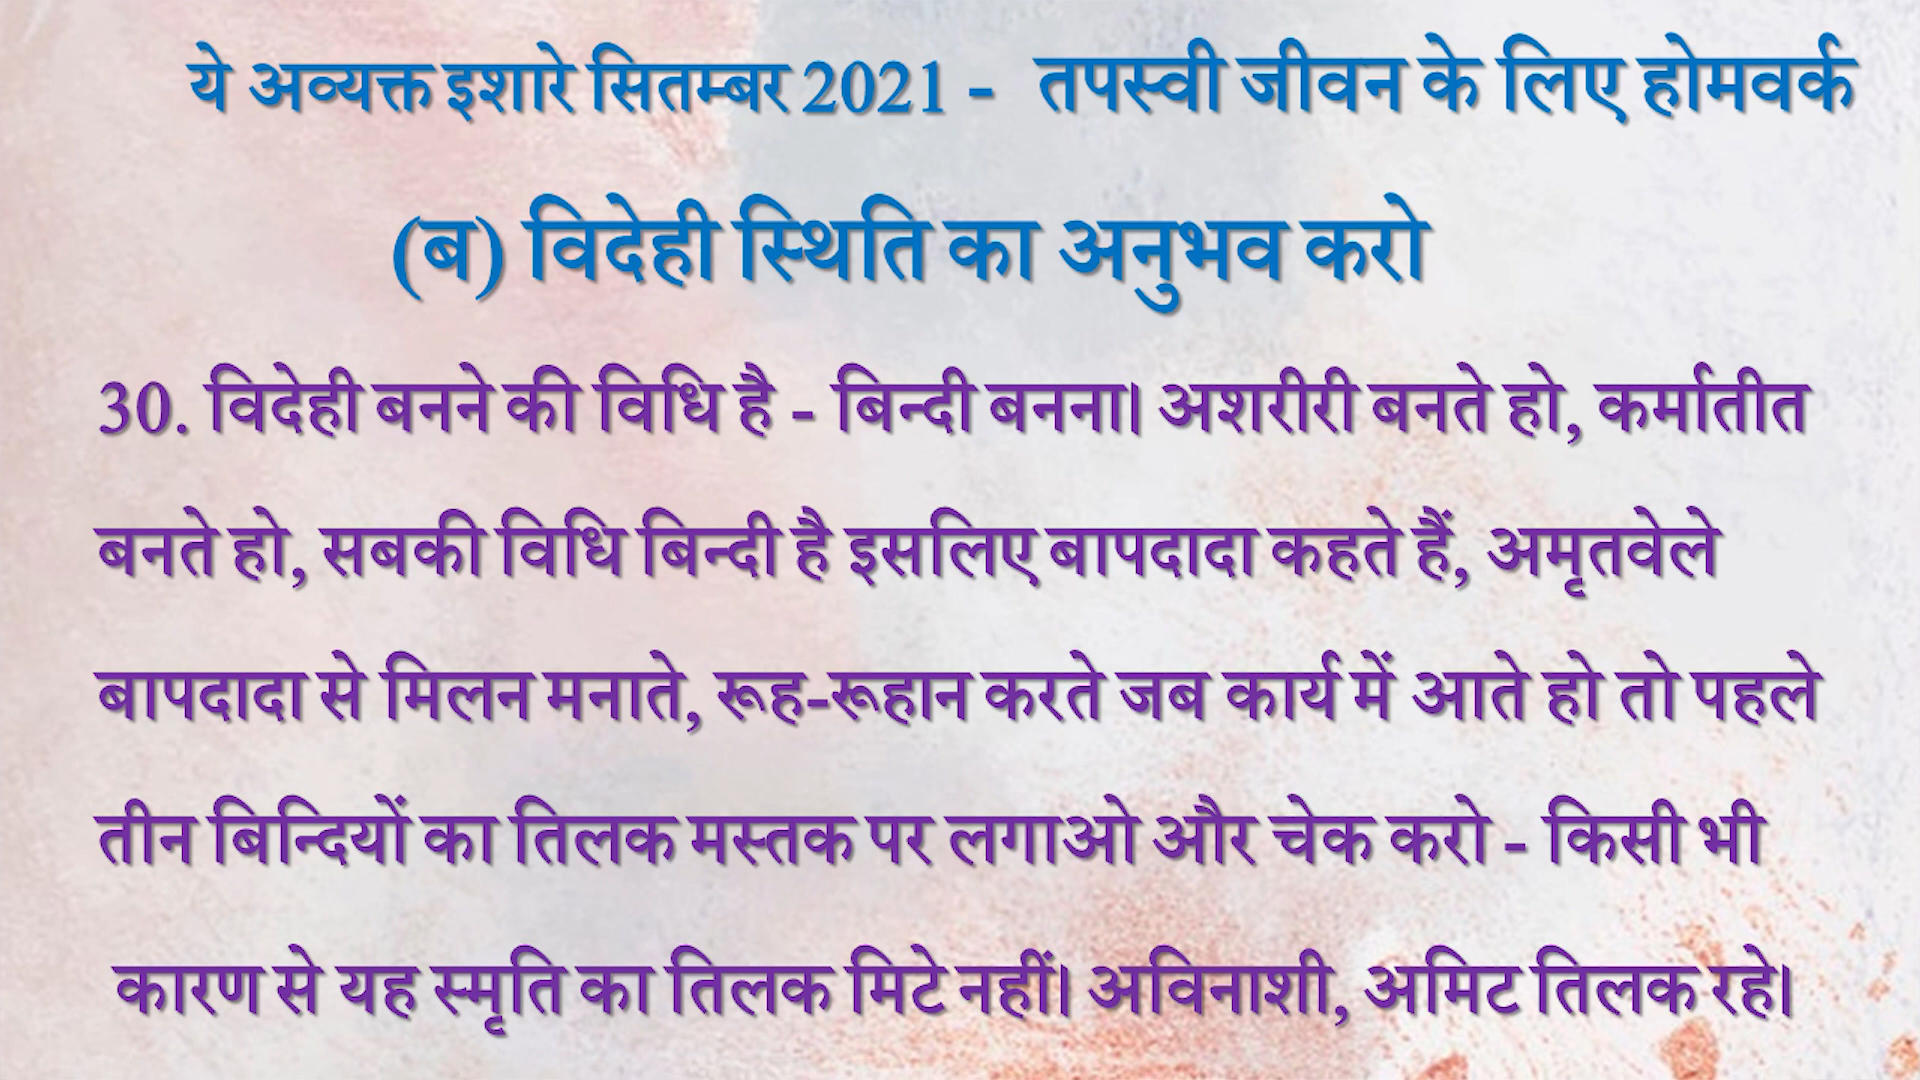 ये अव्यक्त इशारे सितम्बर 2021 - तपस्वी जीवन के लिए होमवर्क
(ब) विदेही स्थिति का अनुभव करो
30. विदेही बनने की विधि है - बिन्दी बनना। अशरीरी बनते हो, कर्मातीत
बनते हो, सबकी विधि बिन्दी है इसलिए बापदादा कहते हैं, अमृतवेले
बापदादा से मिलन मनाते, रूह-रूहान करते जब कार्य में आते हो तो पहले
तीन बिन्दियों का तिलक मस्तक पर लगाओ और चेक करो - किसी भी
कारण से यह स्मृति का तिलक मिटे नहीं। अविनाशी, अमिट तिलक रहे।